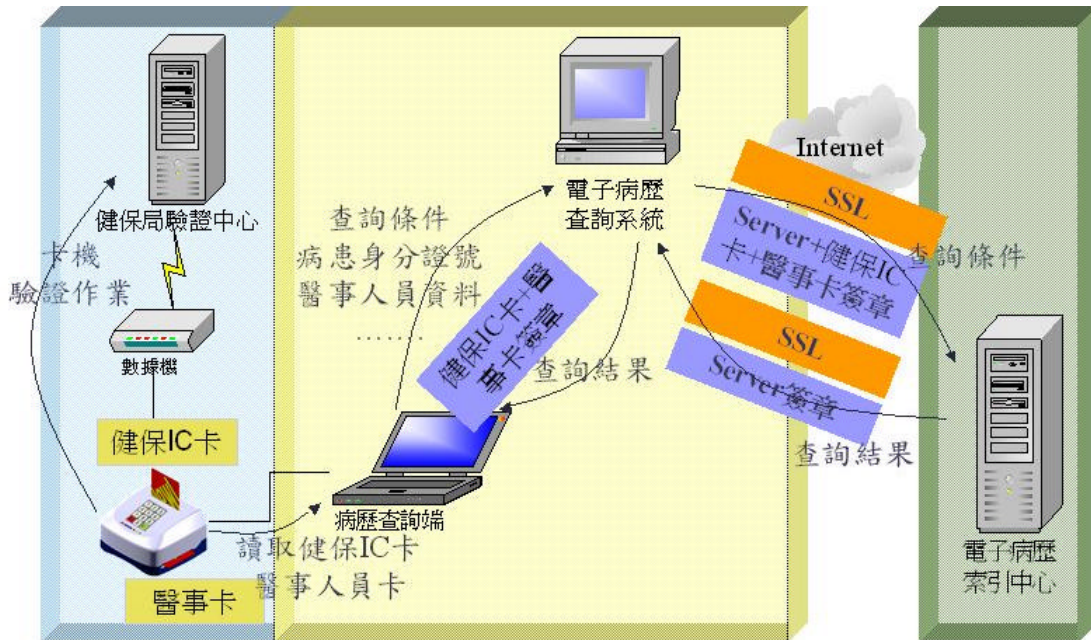 健保局驗證中心
卡機
驗證作業
數據機
健保IC卡
醫事卡
讀取健保IC卡
醫事人員卡
病歷查詢端
查詢條件
病患身分證號
醫事人員資料
.......
健保IC卡+醫
事卡簽章
查詢結果
電子病歷
查詢系統
Internet
SSL
Server+健保IC
卡+醫事卡簽章
查詢條件
SSL
Server簽章
查詢結果
電子病歷
索引中心